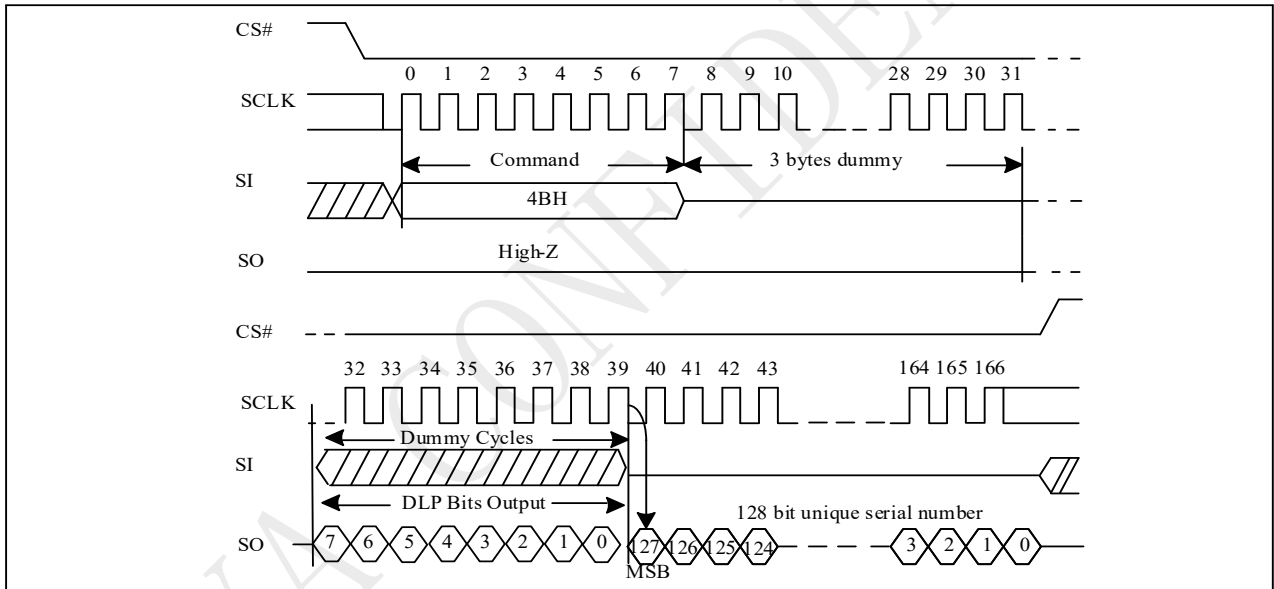 CS#
0 1 2 3 4 5 6 7 8 9 10 28 29 30 31
SCLK
Command 3 bytes dummy
SI
4BH
High-Z
SO
CS#
32 33 34 35 36 37 38 39 40 41 42 43 164 165 166
SCLK
Dummy Cycles
SI
DLP Bits Output 128 bit unique serial number
SO 7 6 5 4 3 2 1 0 127 126 125 124 3 2 1 0
MSB